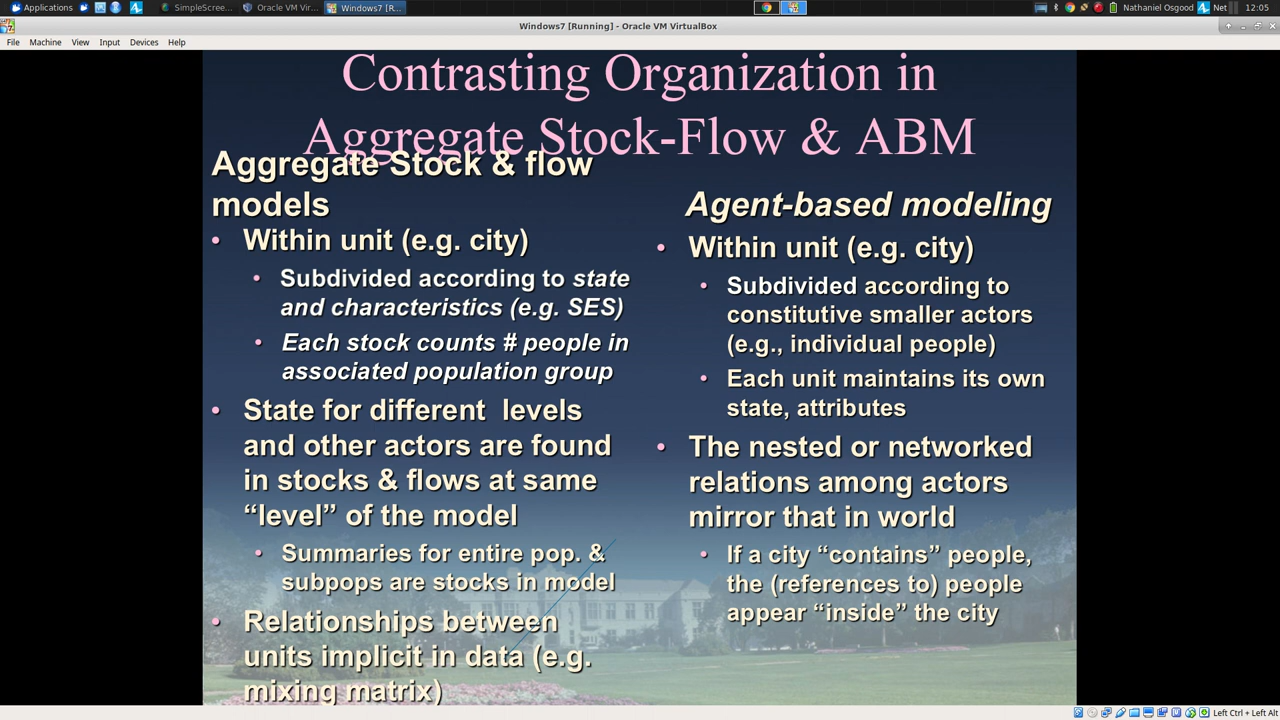 Applications
SimpleScree...
Oracle VM Vir...
Windows7 [R...
Nathaniel Osgood
Net
12:05
Windows7 [Running] - Oracle VM VirtualBox
File Machine View Input Devices Help
Contrasting Organization in
Aggregate Stock-Flow & ABM
Aggregate Stock & flow
models
• Within unit (e.g. city)
• Subdivided according to state
and characteristics (e.g. SES)
• Each stock counts # people in
associated population group
• State for different levels
and other actors are found
in stocks & flows at same
“level” of the model
• Summaries for entire pop. &
subpops are stocks in model
• Relationships between
units implicit in data (e.g.
mixing matrix)
Agent-based modeling
• Within unit (e.g. city)
• Subdivided according to
constitutive smaller actors
(e.g., individual people)
• Each unit maintains its own
state, attributes
• The nested or networked
relations among actors
mirror that in world
• If a city “contains” people,
the (references to) people
appear “inside” the city
Left Ctrl + Left Alt